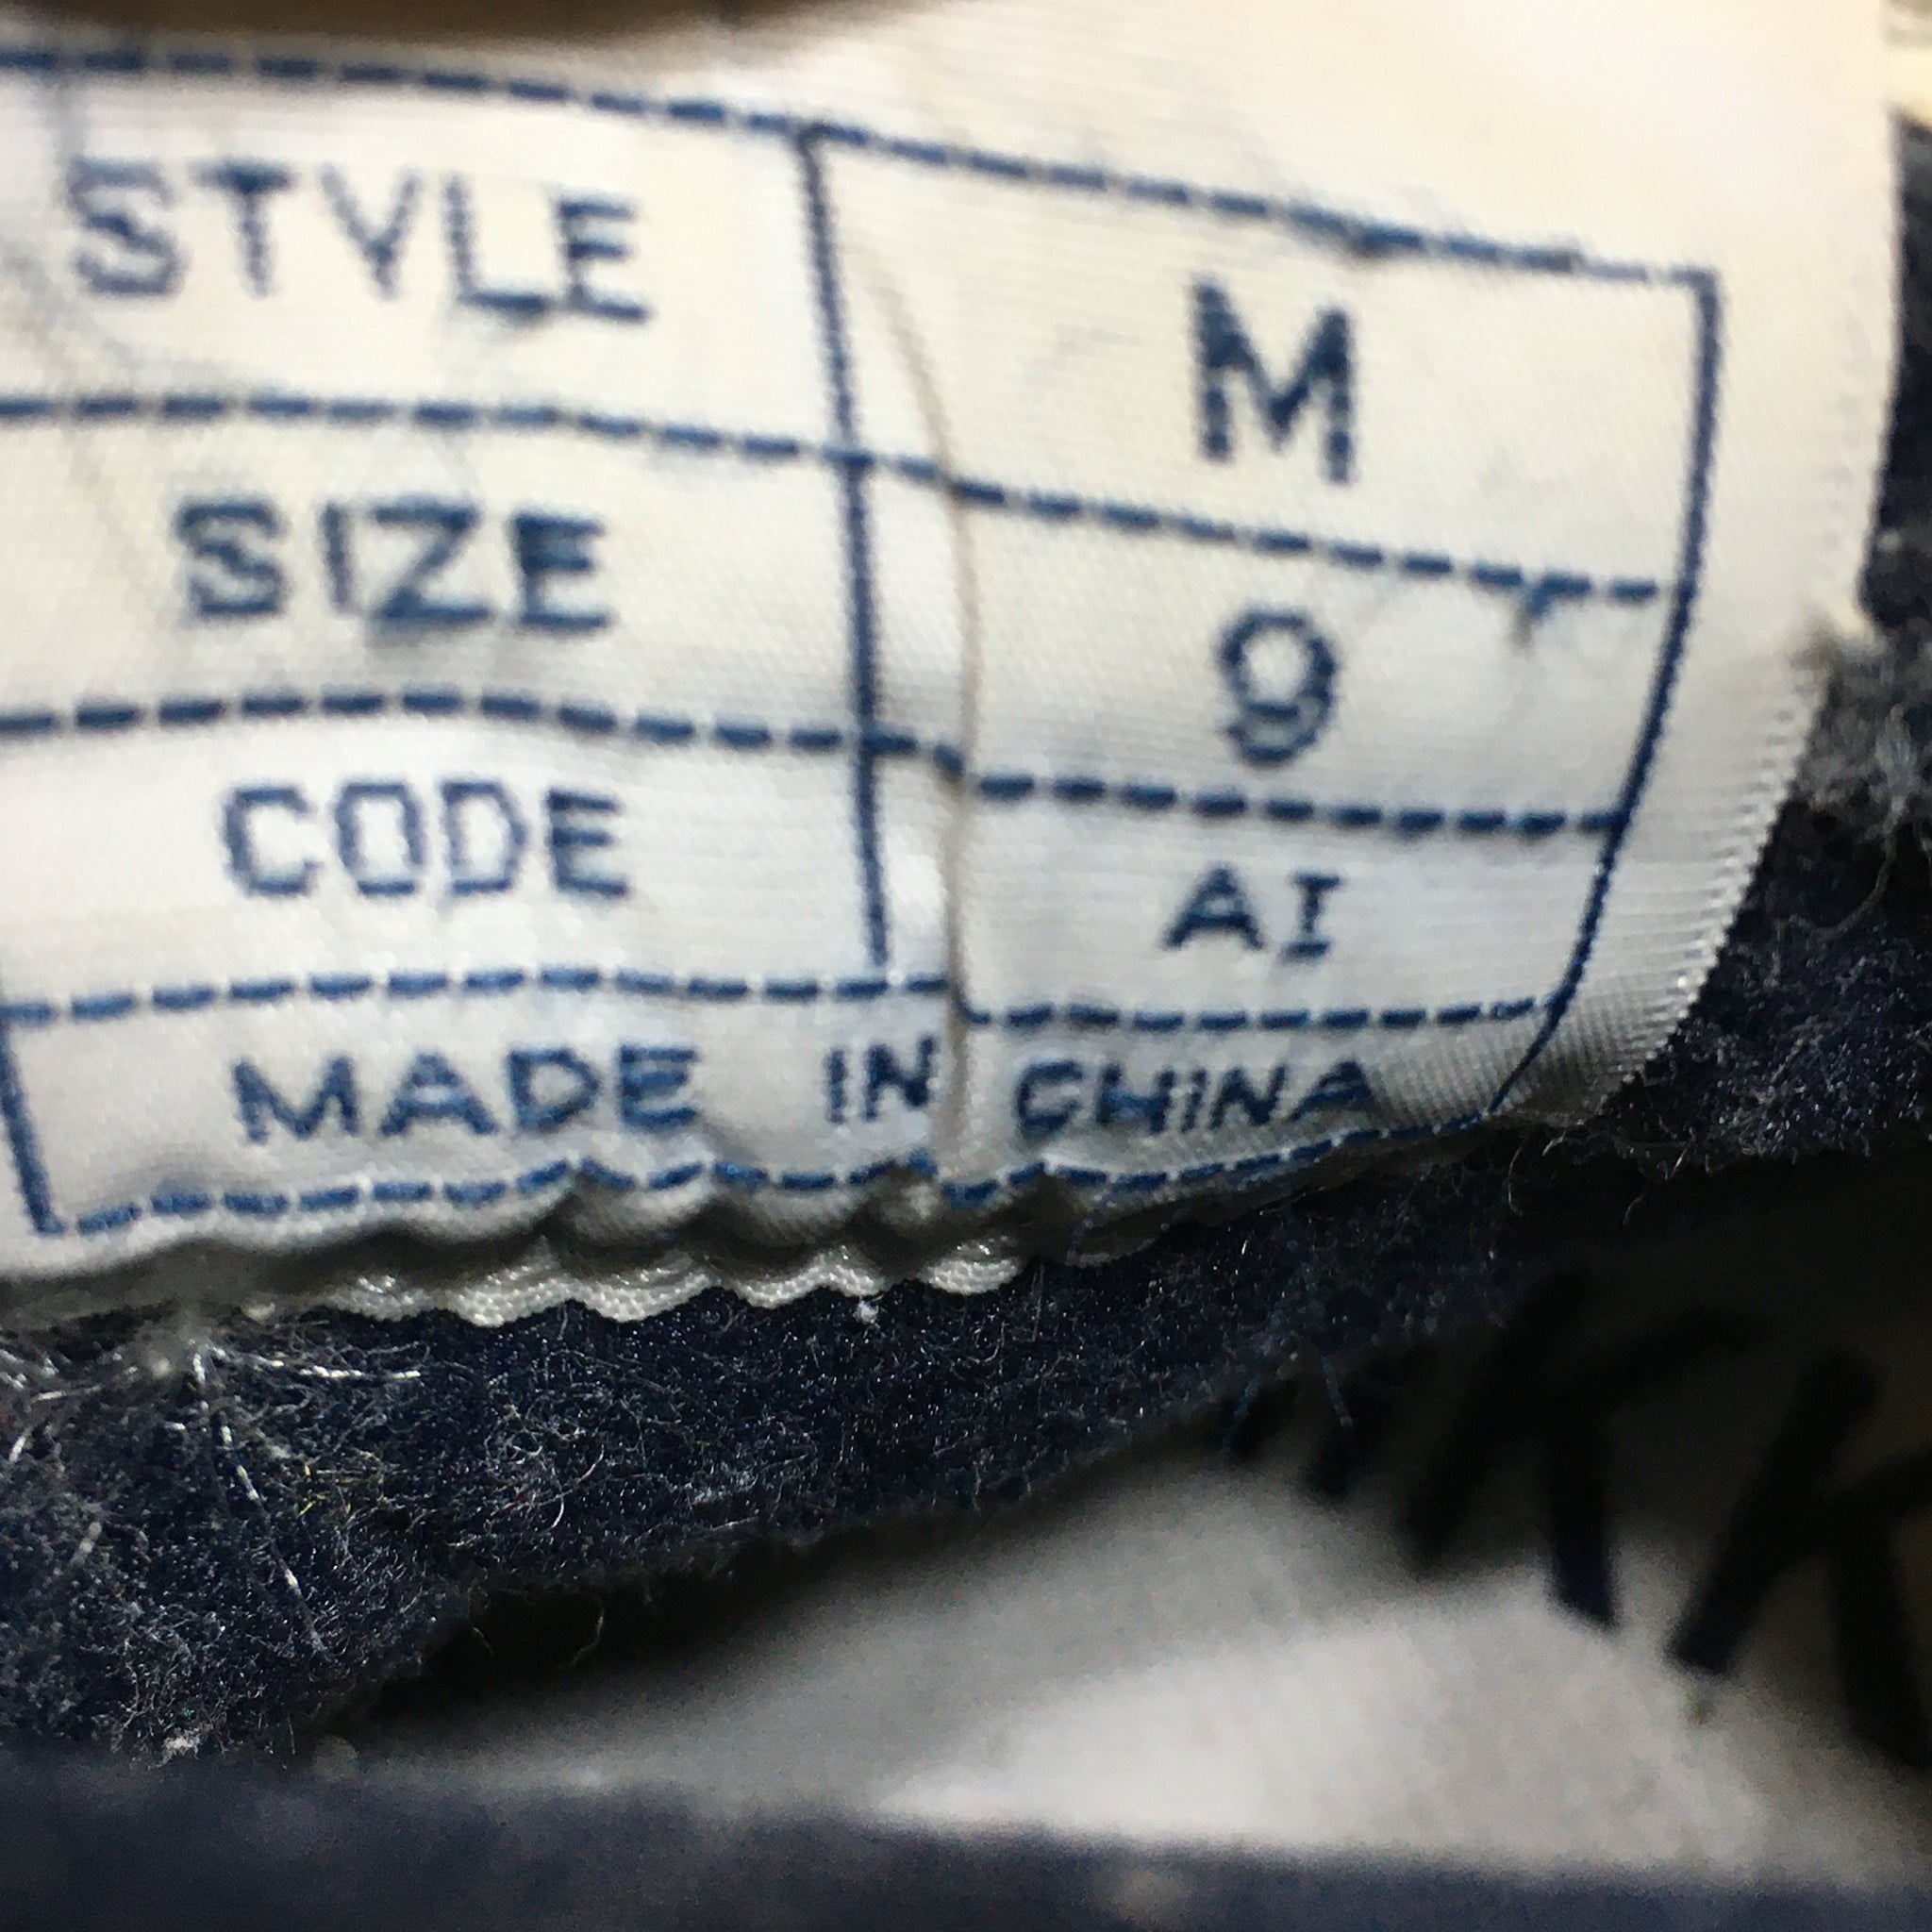 STYLE M
SIZE 9
CODE AI
MADE IN CHINA